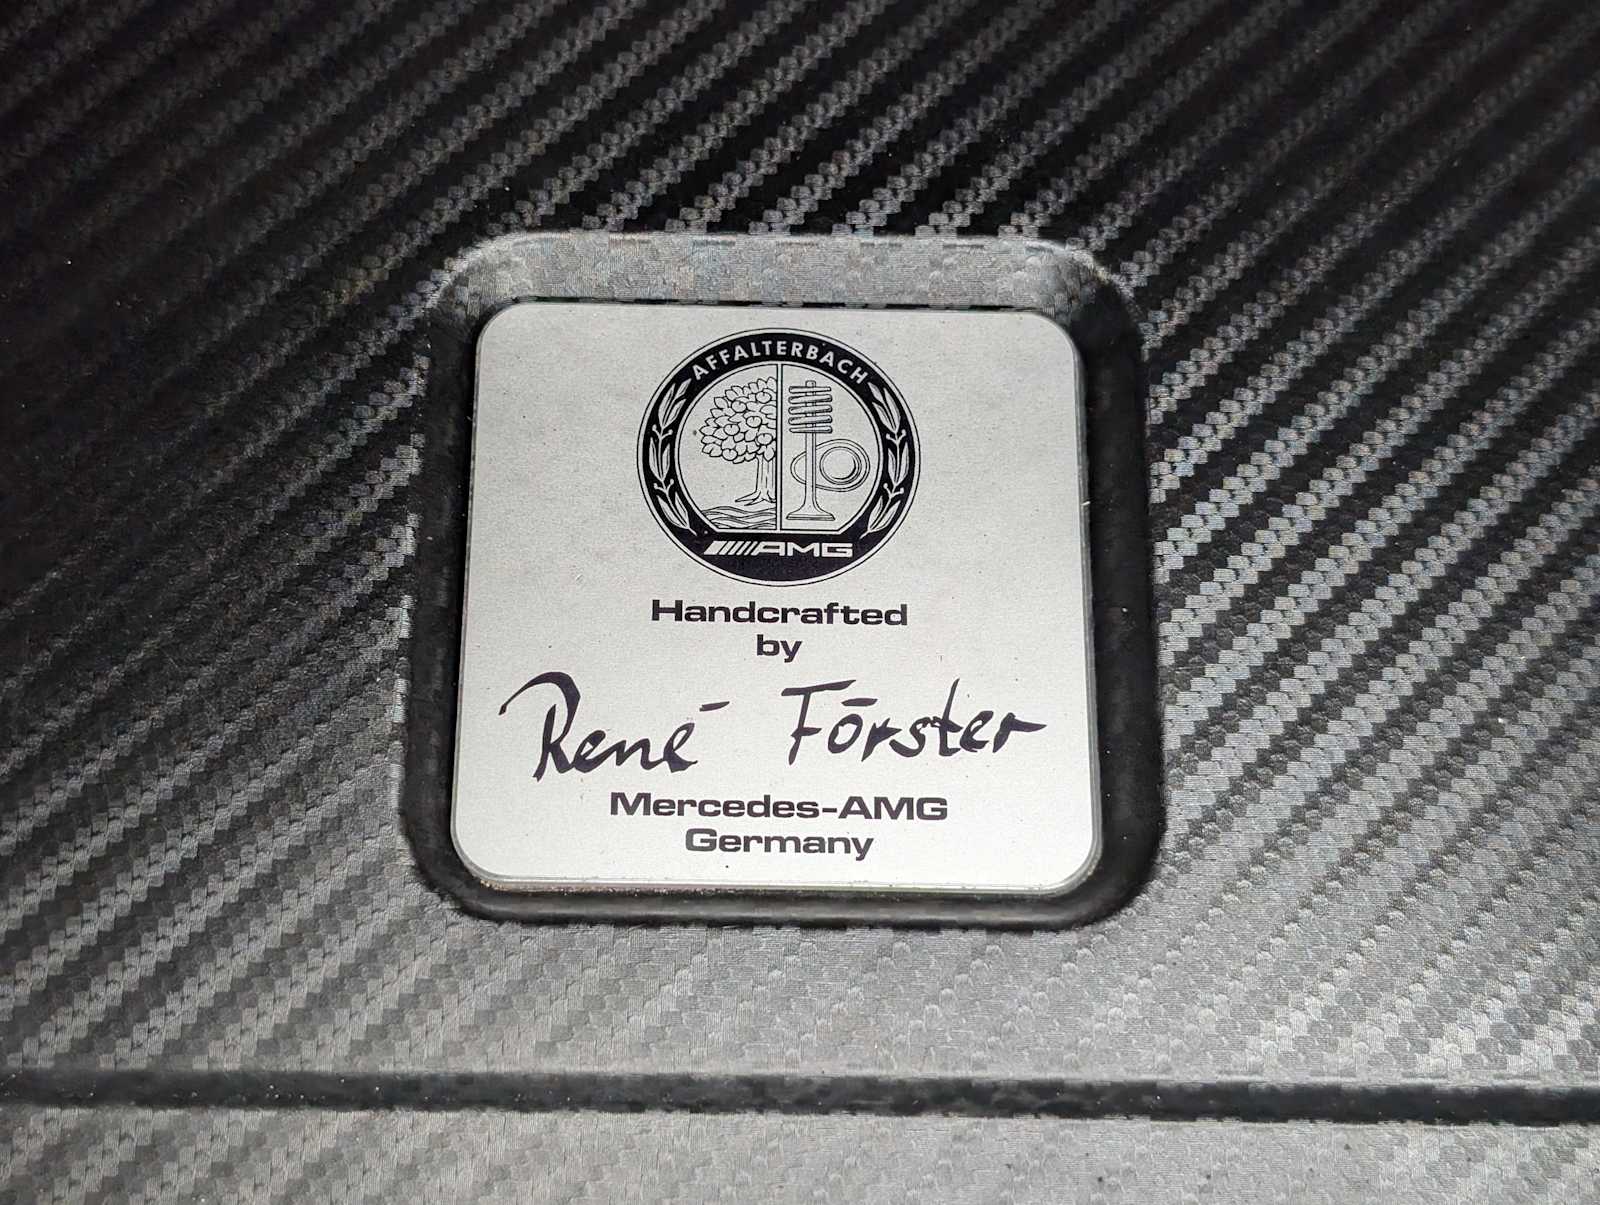 AFFALTERBACH
AMG
Handcrafted
by
René Förster
Mercedes-AMG
Germany